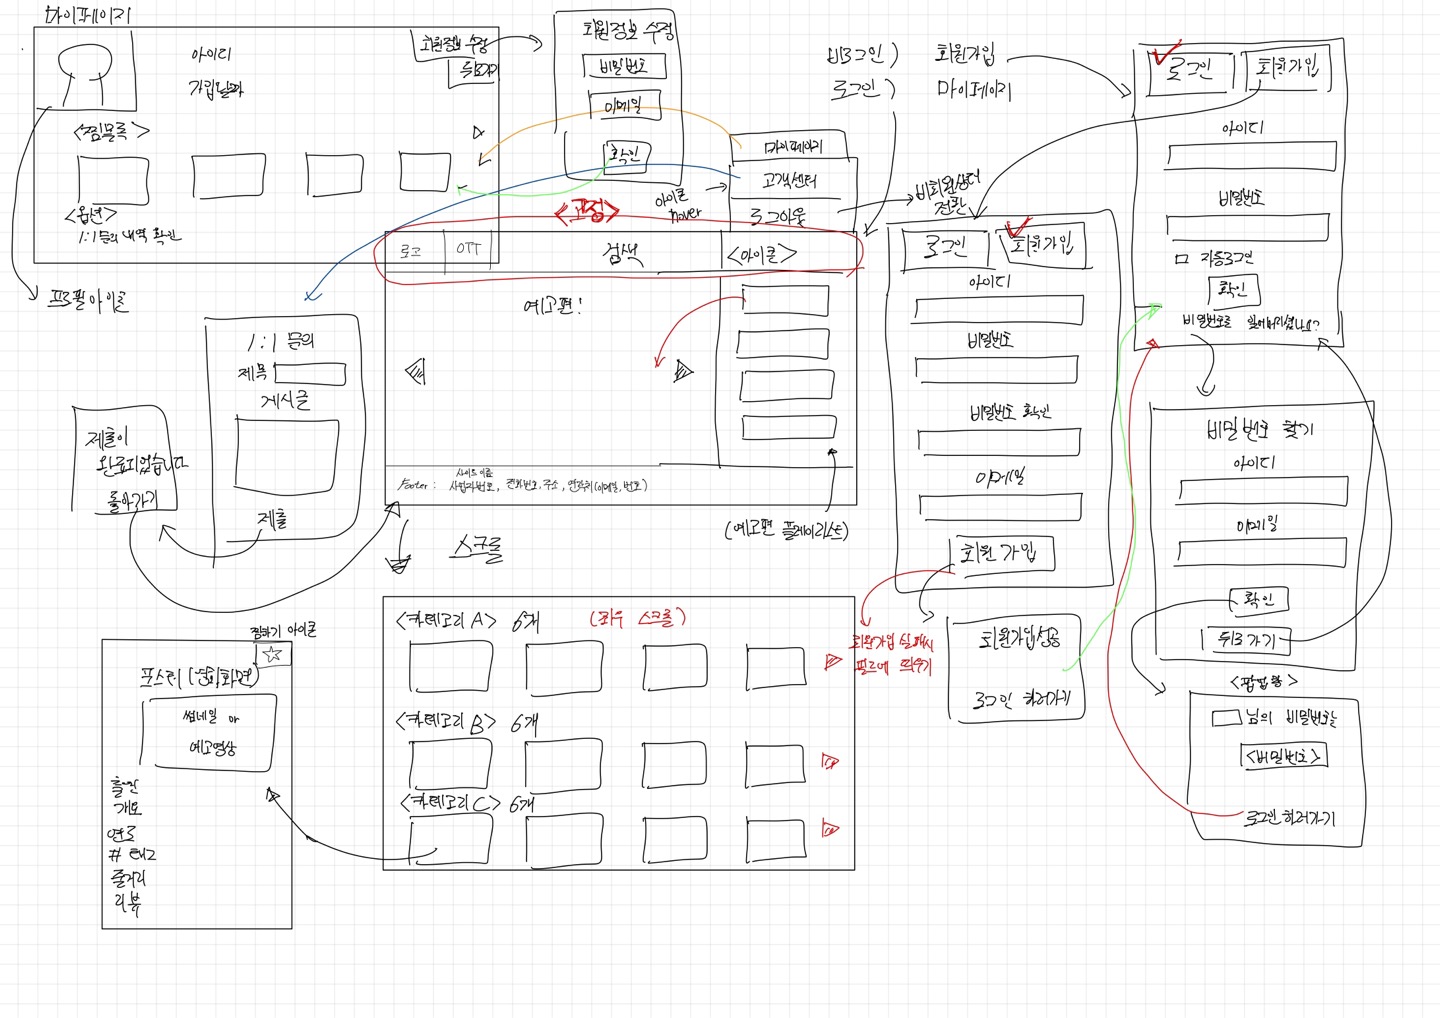 마이페이지
아이디
가입날짜
회원정보 수정
뒤로가기
<찜목록>
<옵션>
1:1 문의 내역 확인
프로필아이콘
회원정보 수정
비밀번호
이메일
확인
비로그인 )
회원가입
로그인 )
마이페이지
마이페이지
고객센터
로그아웃
아이콘
hover
비회원상태
전환
<고정>
로고
OTT
검색
<아이콘>
예고편!
사이트 이름
Footer : 사업자번호, 전화번호, 주소, 연락처(이메일, 번호)
(예고편 플레이리스트)
스크롤
1:1 문의
제목
게시글
제출
제출이
완료되었습니다
돌아가기
로그인
회원가입
아이디
비밀번호
비밀번호 확인
이메일
회원가입
회원가입 실패시
필드에 띄우기
회원가입성공
로그인 하러가기
로그인
회원가입
아이디
비밀번호
자동로그인
확인
비밀번호를 잊어버리셨나요?
비밀번호 찾기
아이디
이메일
확인
뒤로가기
<팝업창>
님의 비밀번호는
<비밀번호>
로그인하러가기
<카테고리 A> 6개
(좌우 스크롤)
<카테고리 B> 6개
<카테고리 C> 6개
찜하기 아이콘
포스터 (영화화면)
썸네일 or
예고영상
출연
개요
연도
# 태그
줄거리
리뷰